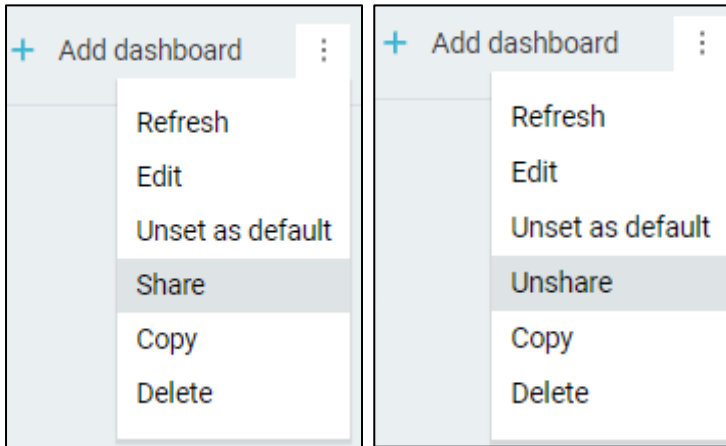 + Add dashboard
Refresh
Edit
Unset as default
Share
Copy
Delete
+ Add dashboard
Refresh
Edit
Unset as default
Unshare
Copy
Delete